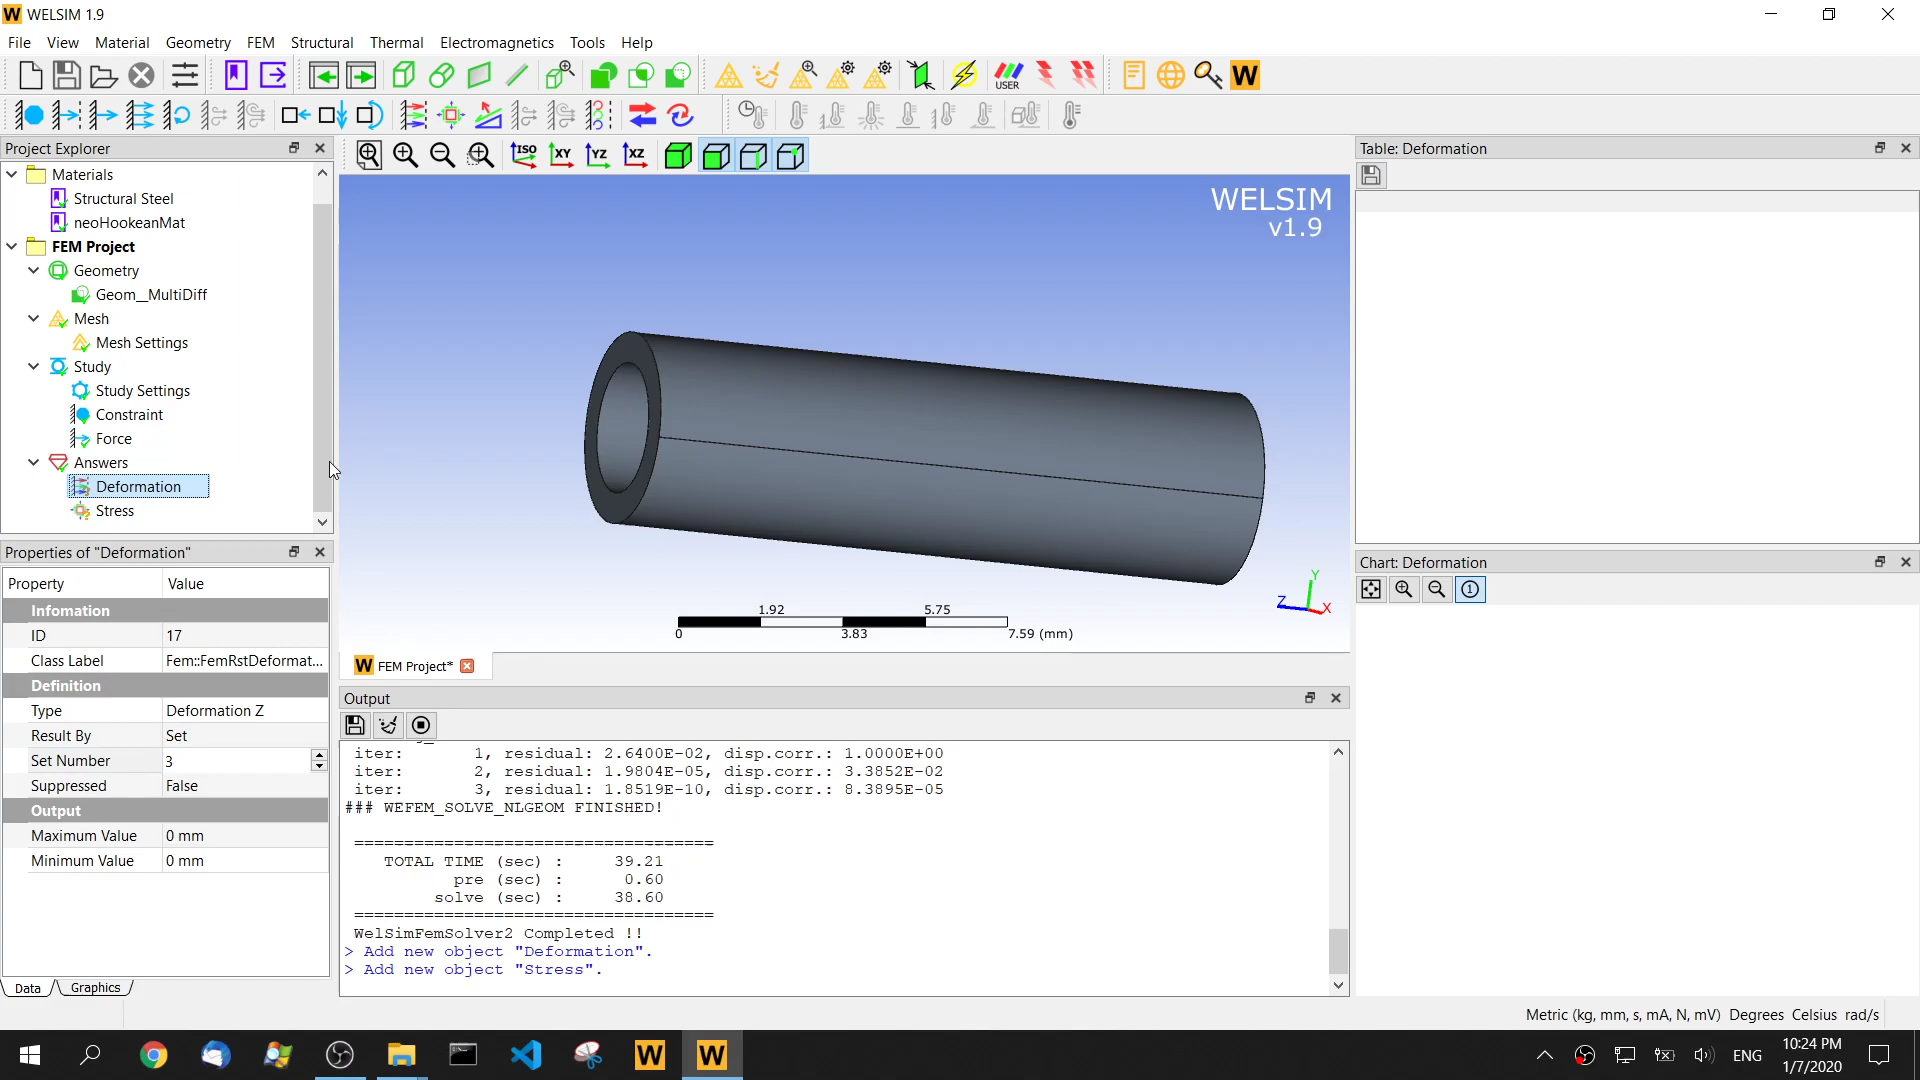 WELSIM 1.9
File View Material Geometry FEM Structural Thermal Electromagnetics Tools Help
USER
W
Project Explorer
Materials
Structural Steel
neoHookeanMat
FEM Project
Geometry
Geom__MultiDiff
Mesh
Mesh Settings
Study
Study Settings
Constraint
Force
Answers
Deformation
Stress
Properties of "Deformation"
Property Value
Infomation
ID 17
Class Label Fem::FemRstDeformat...
Definition
Type Deformation Z
Result By Set
Set Number 3
Suppressed False
Output
Maximum Value 0 mm
Minimum Value 0 mm
Data Graphics
ISO XY YZ XZ
WELSIM
v1.9
1.92 5.75
0 3.83 7.59 (mm)
Y
Z
X
FEM Project*
Output
iter: 1, residual: 2.6400E-02, disp.corr.: 1.0000E+00
iter: 2, residual: 1.9804E-05, disp.corr.: 3.3852E-02
iter: 3, residual: 1.8519E-10, disp.corr.: 8.3895E-05
### WEFEM_SOLVE_NLGEOM FINISHED!
===================================
TOTAL TIME (sec) : 39.21
pre (sec) : 0.60
solve (sec) : 38.60
===================================
WelSimFemSolver2 Completed !!
> Add new object "Deformation".
> Add new object "Stress".
Table: Deformation
Chart: Deformation
Metric (kg, mm, s, mA, N, mV) Degrees Celsius rad/s
ENG
10:24 PM
1/7/2020